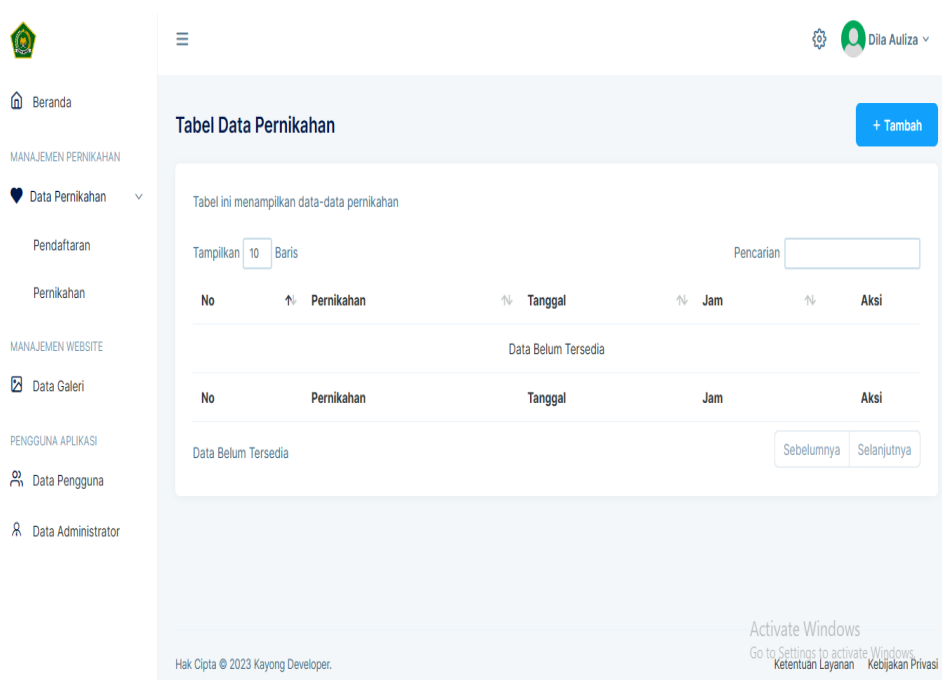 Dila Auliza
Beranda
MANAJEMEN PERNIKAHAN
Data Pernikahan
Pendaftaran
Pernikahan
MANAJEMEN WEBSITE
Data Galeri
PENGGUNA APLIKASI
Data Pengguna
Data Administrator
Tabel Data Pernikahan
+ Tambah
Tabel ini menampilkan data-data pernikahan
Tampilkan 10 Baris Pencarian
No Pernikahan Tanggal Jam Aksi
Data Belum Tersedia
No Pernikahan Tanggal Jam Aksi
Data Belum Tersedia Sebelumnya Selanjutnya
Activate Windows
Go to Settings to activate Windows.
Hak Cipta © 2023 Kayong Developer. Ketentuan Layanan Kebijakan Privasi